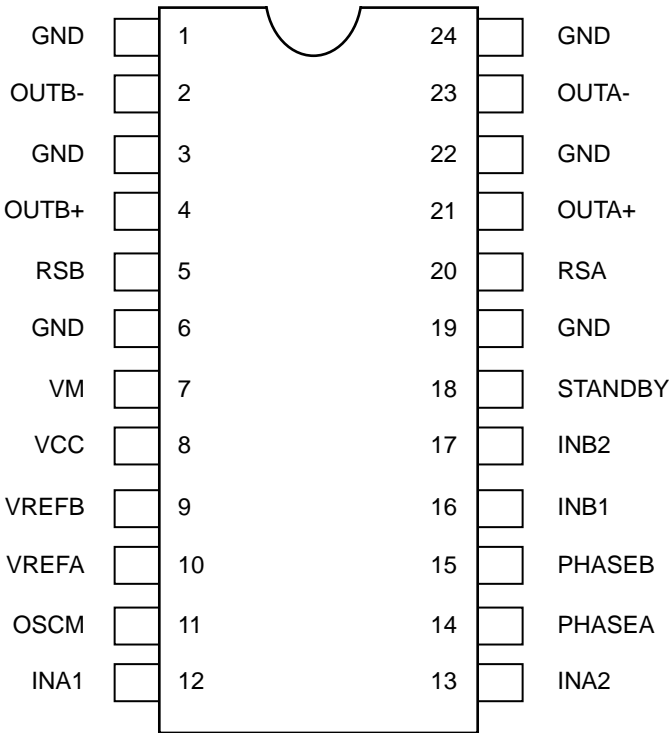 GND 1 24 GND
OUTB- 2 23 OUTA-
GND 3 22 GND
OUTB+ 4 21 OUTA+
RSB 5 20 RSA
GND 6 19 GND
VM 7 18 STANDBY
VCC 8 17 INB2
VREFB 9 16 INB1
VREFA 10 15 PHASEB
OSCM 11 14 PHASEA
INA1 12 13 INA2